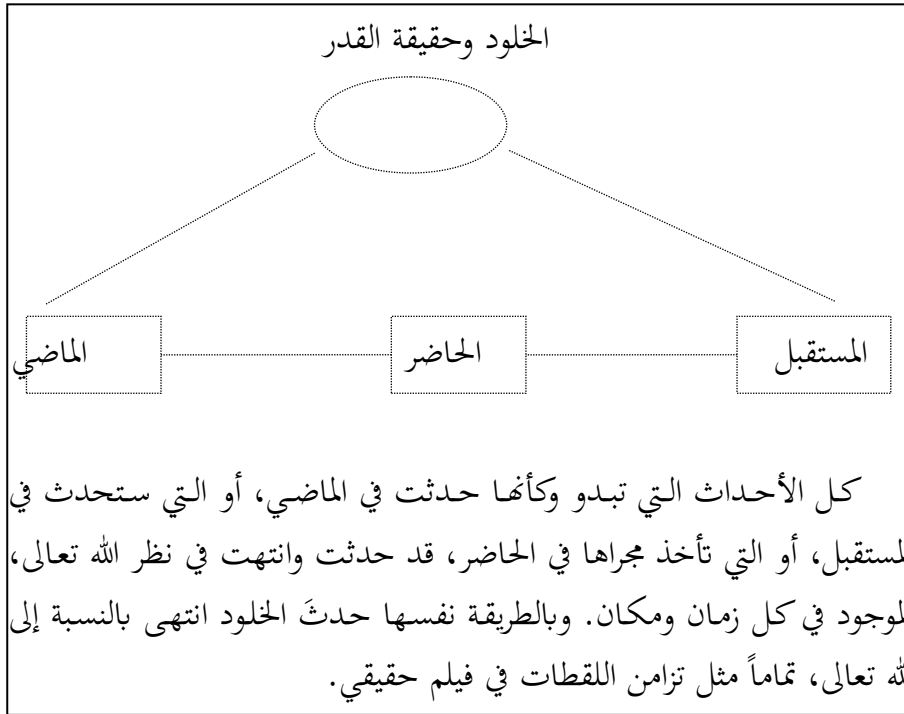 الخلود وحقيقة القدر
الماضي
الحاضر
المستقبل
كل الأحداث التي تبدو وكأنها حدثت في الماضي، أو التي ستحدث في
لمستقبل، أو التي تأخذ مجراها في الحاضر، قد حدثت وانتهت في نظر الله تعالى،
لموجود في كل زمان ومكان. وبالطريقة نفسها حدثَ الخلود انتهى بالنسبة إلى
لله تعالى، تماماً مثل تزامن اللقطات في فيلم حقيقي.